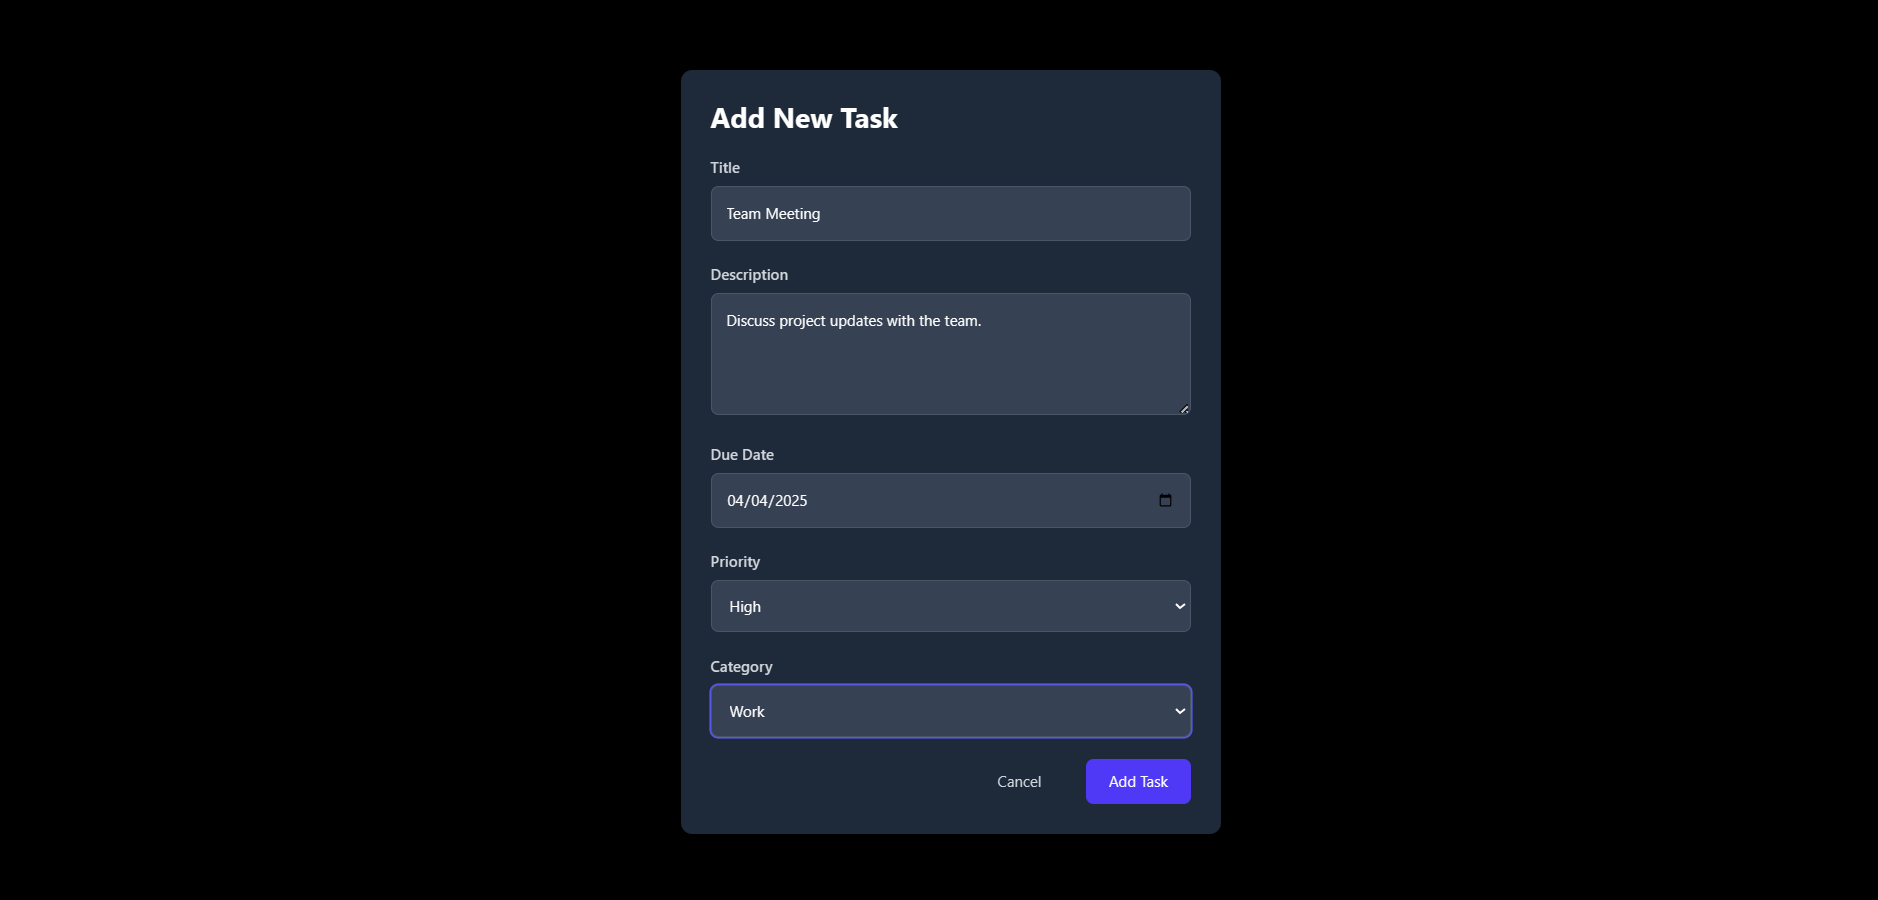 Add New Task
Title
Team Meeting
Description
Discuss project updates with the team.
Due Date
04/04/2025
Priority
High
Category
Work
Cancel
Add Task